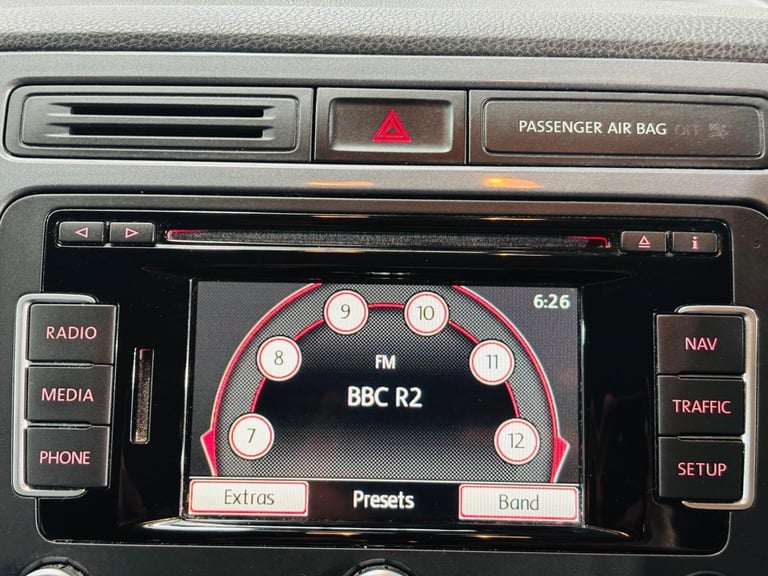 PASSENGER AIR BAG OFF
RADIO
MEDIA
PHONE
6:26
7
8
9
10
11
12
FM
BBC R2
Extras
Presets
Band
i
NAV
TRAFFIC
SETUP